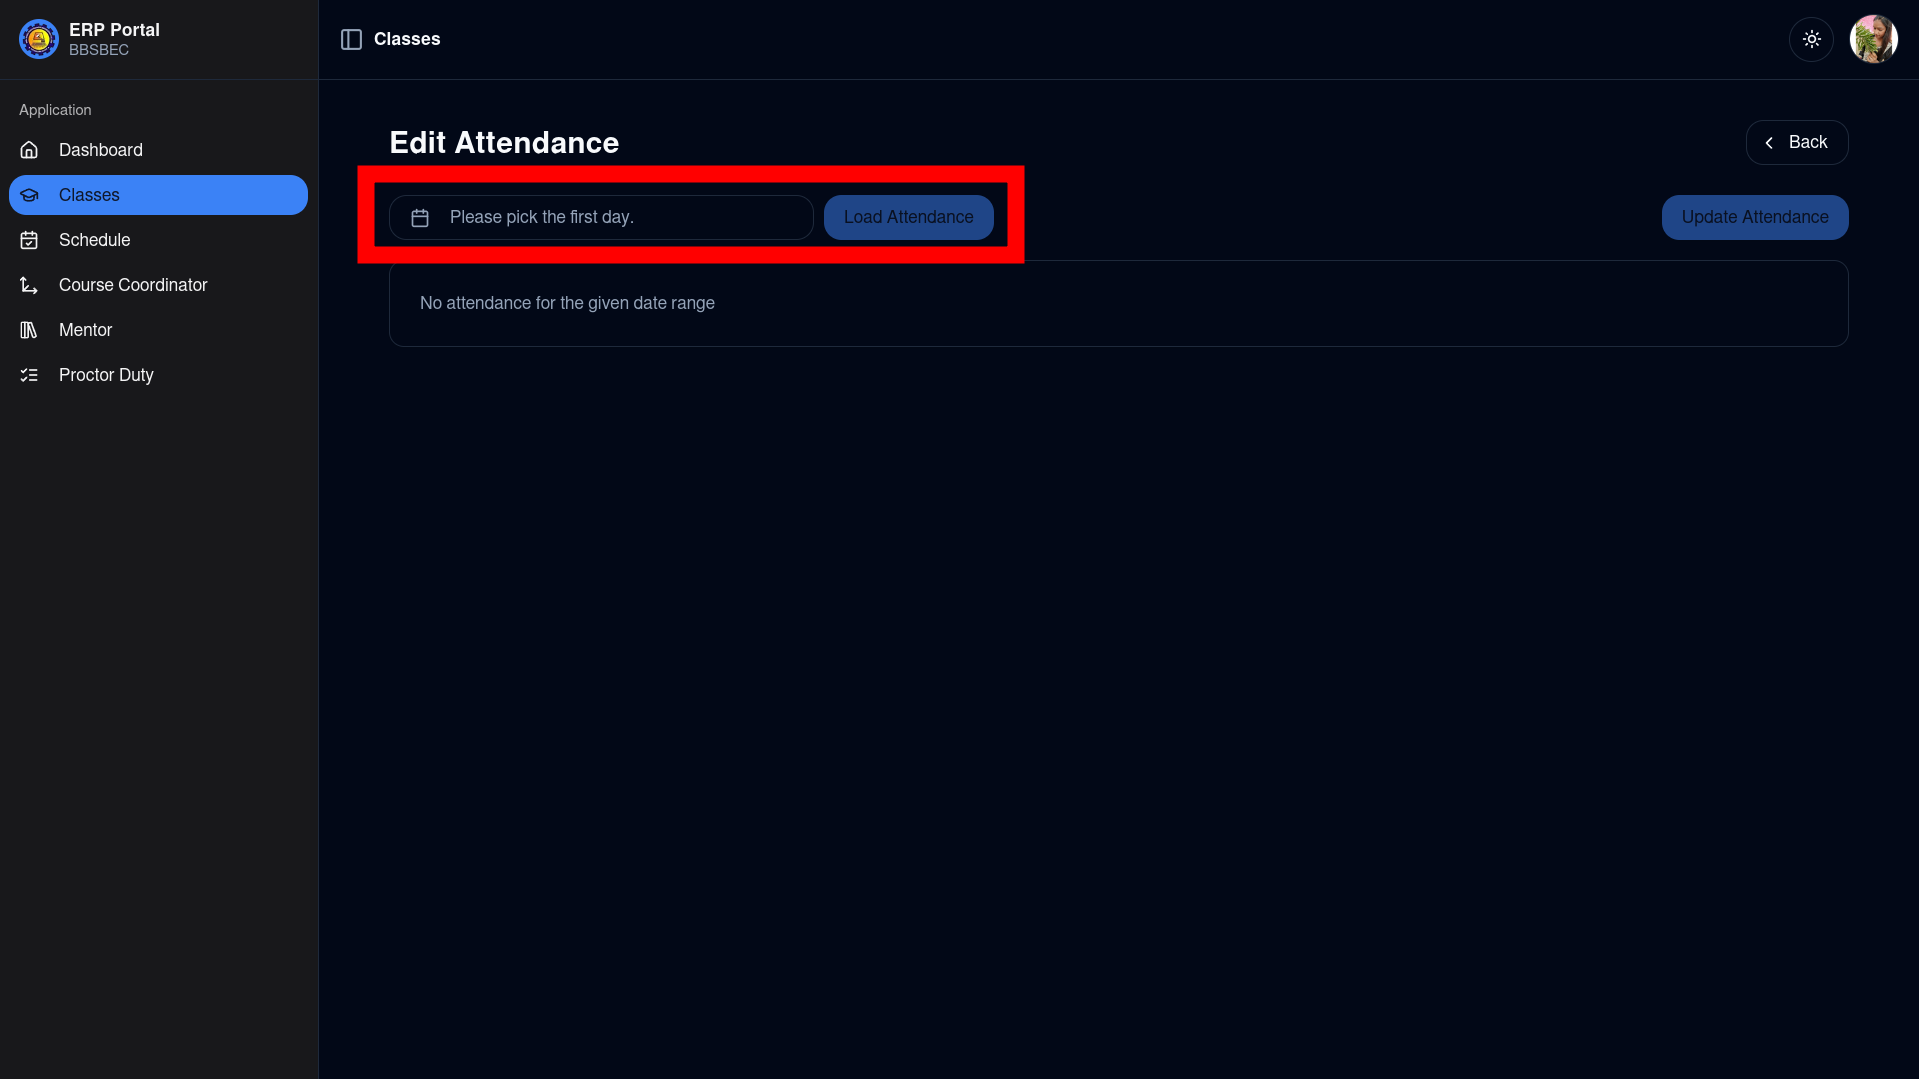 ERP Portal
BBSBEC
Application
Dashboard
Classes
Schedule
Course Coordinator
Mentor
Proctor Duty
Classes
Edit Attendance
Back
Please pick the first day.
Load Attendance
Update Attendance
No attendance for the given date range